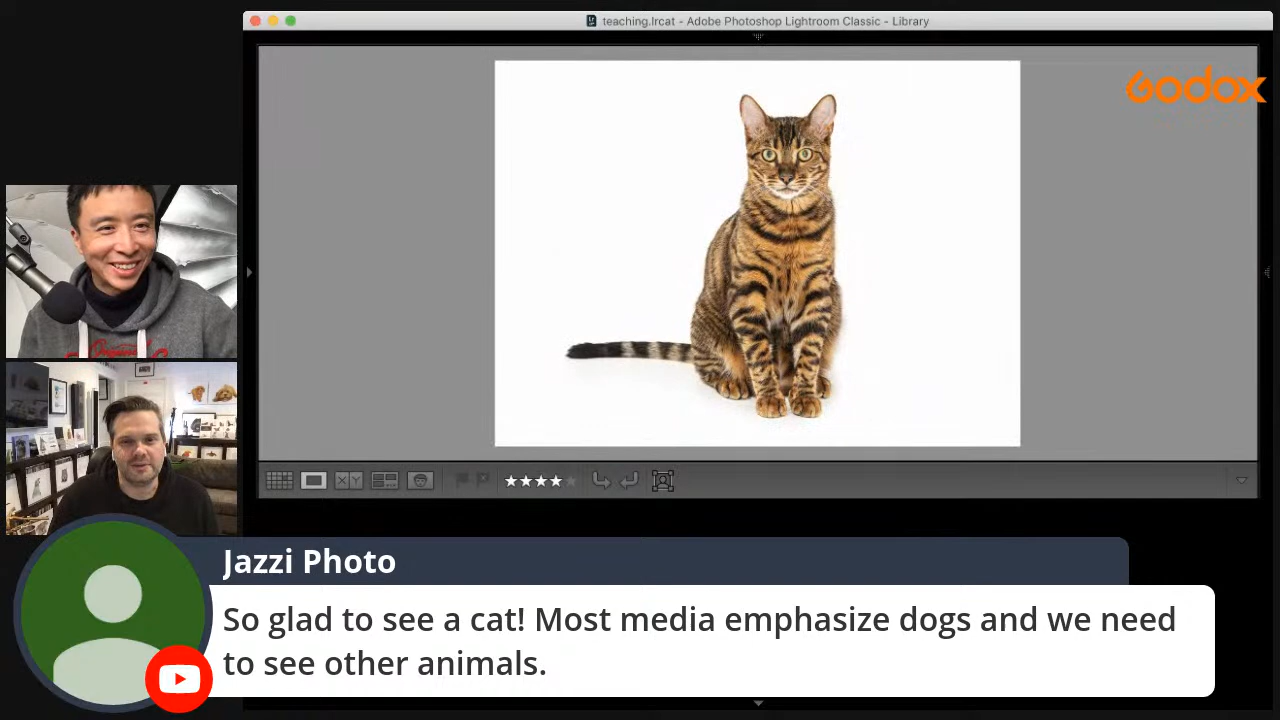 teaching.lrcat - Adobe Photoshop Lightroom Classic - Library
Godox
XY
Jazzi Photo
So glad to see a cat! Most media emphasize dogs and we need
to see other animals.